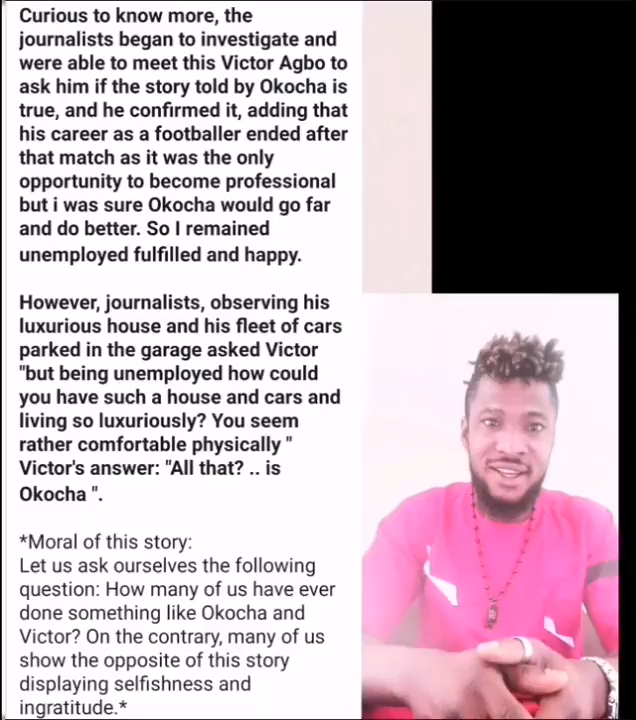 Curious to know more, the
journalists began to investigate and
were able to meet this Victor Agbo to
ask him if the story told by Okocha is
true, and he confirmed it, adding that
his career as a footballer ended after
that match as it was the only
opportunity to become professional
but i was sure Okocha would go far
and do better. So I remained
unemployed fulfilled and happy.
However, journalists, observing his
luxurious house and his fleet of cars
parked in the garage asked Victor
"but being unemployed how could
you have such a house and cars and
living so luxuriously? You seem
rather comfortable physically "
Victor's answer: "All that? .. is
Okocha ".
*Moral of this story:
Let us ask ourselves the following
question: How many of us have ever
done something like Okocha and
Victor? On the contrary, many of us
show the opposite of this story
displaying selfishness and
ingratitude.*